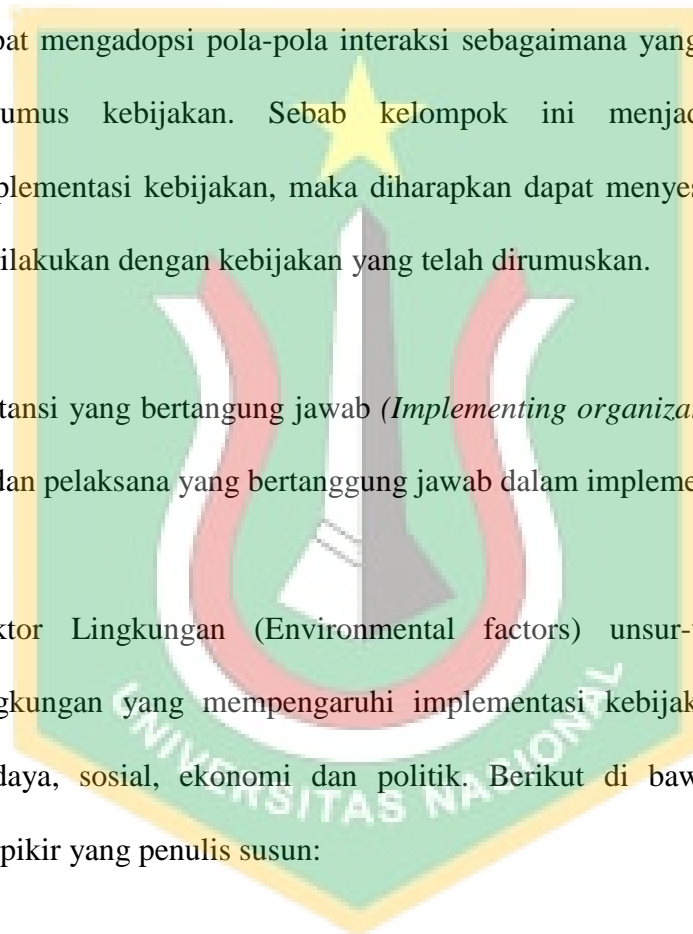 pat mengadopsi pola-pola interaksi sebagaimana yang
umus kebijakan. Sebab kelompok ini menjad
plementasi kebijakan, maka diharapkan dapat menyes
ilakukan dengan kebijakan yang telah dirumuskan.
tansi yang bertangung jawab (Implementing organiza
dan pelaksana yang bertanggung jawab dalam impleme
ktor Lingkungan (Environmental factors) unsur-
gkungan yang mempengaruhi implementasi kebijak
daya, sosial, ekonomi dan politik. Berikut di baw
pikir yang penulis susun:
UNIVERSITAS NASIONAL